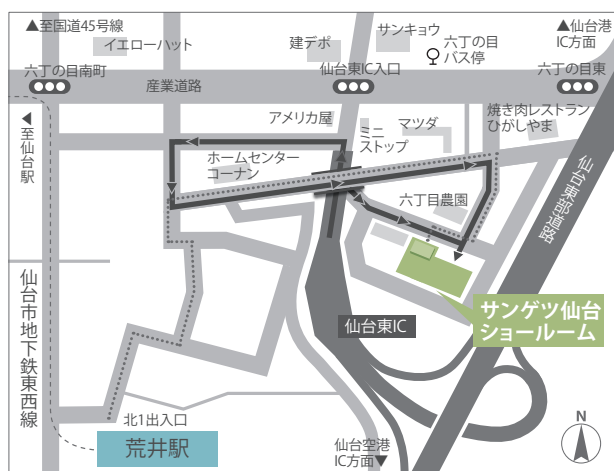 ▲至国道45号線
イエローハット
建デポ
サンキョウ
六丁の目
バス停
▲仙台港
IC方面
六丁の目南町
産業道路
仙台東IC入口
六丁の目東
▲至仙台駅
アメリカ屋
ミニ
ストップ
マツダ
焼き肉レストラン
ひがしやま
ホームセンター
コーナン
六丁目農園
仙台東部道路
仙台市地下鉄東西線
仙台東IC
サンゲツ仙台
ショールーム
北1出入口
荒井駅
仙台空港
IC方面▼
N